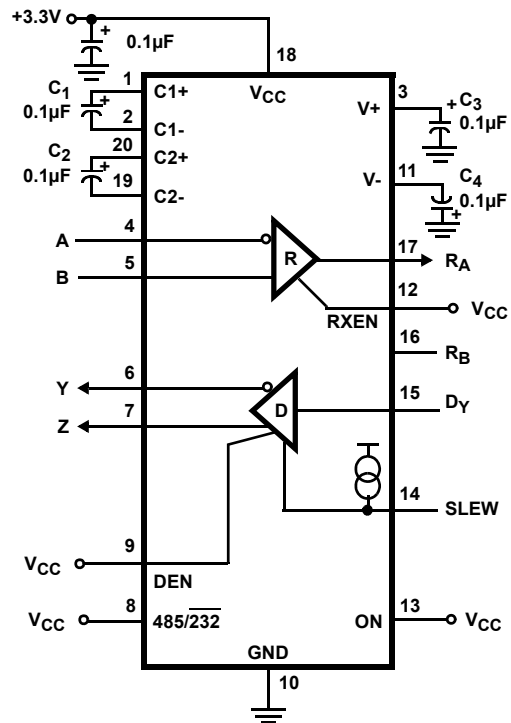 +3.3V
+ 0.1µF
18
VCC
1
C1+
C1
0.1µF
+
2
C1-
20
C2+
C2
0.1µF
+
19
C2-
3
V+
+ C3
0.1µF
11
V-
C4
0.1µF
+
A
4
B
5
R
17
RA
12
VCC
RXEN
16
RB
Y
6
Z
7
D
15
DY
14
SLEW
VCC
9
DEN
VCC
8
485/232
13
ON
VCC
GND
10